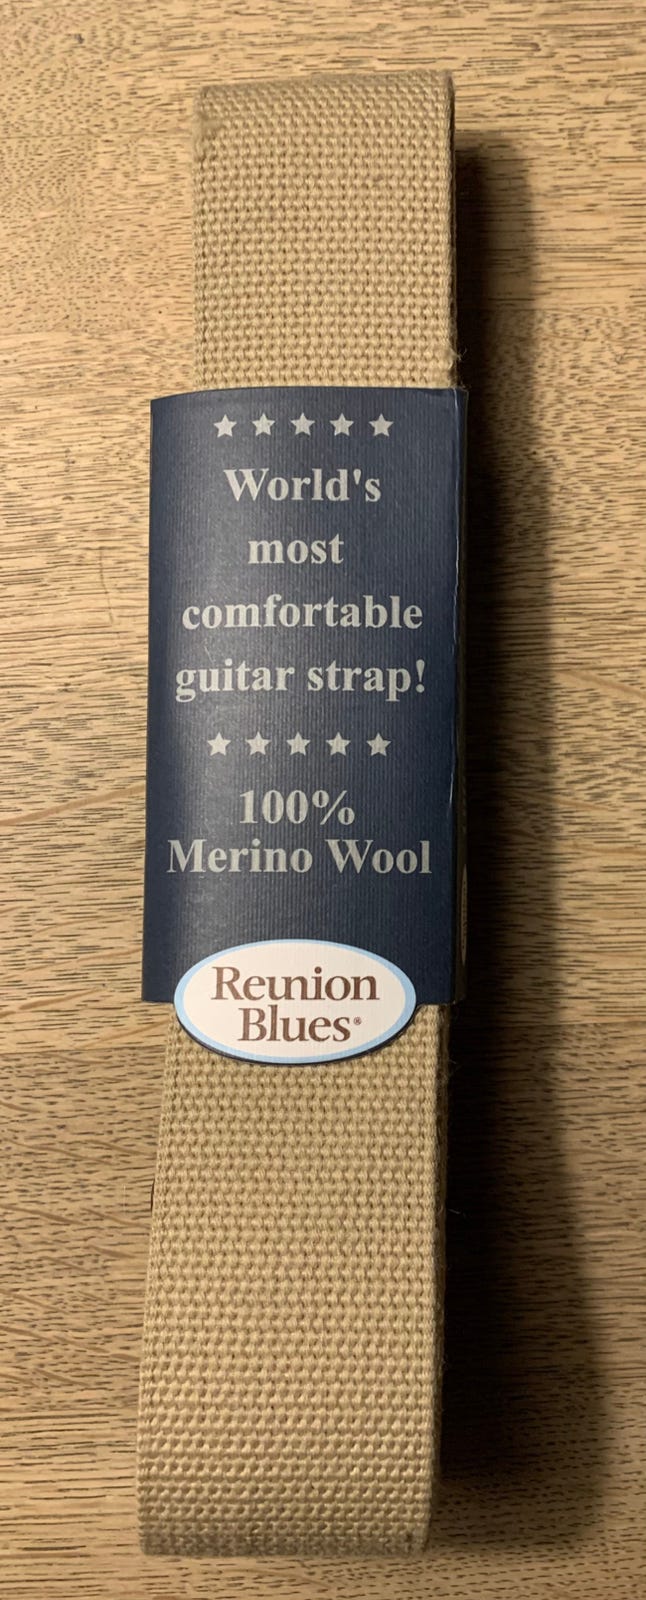 World's
most
comfortable
guitar strap!
100%
Merino Wool
Reunion
Blues®